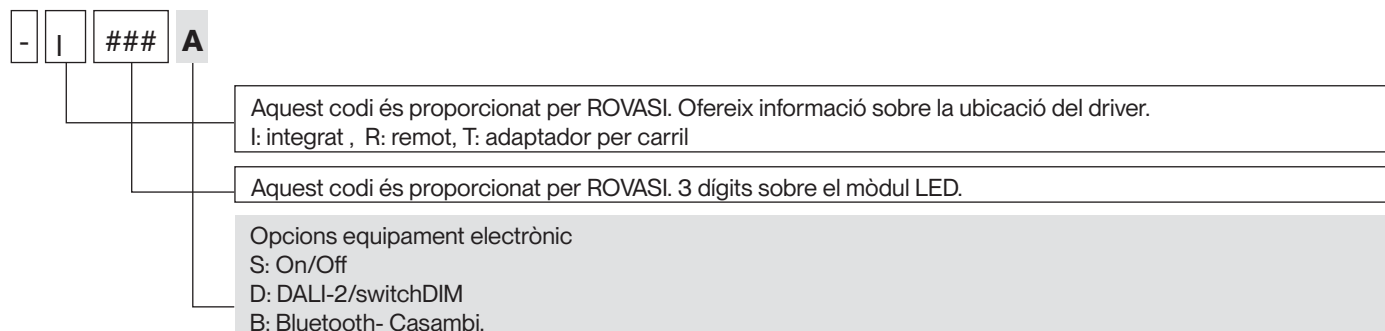 - I ### A
Aquest codi és proporcionat per ROVASI. Ofereix informació sobre la ubicació del driver.
I: integrat , R: remot, T: adaptador per carril
Aquest codi és proporcionat per ROVASI. 3 dígits sobre el mòdul LED.
Opcions equipament electrònic
S: On/Off
D: DALI-2/switchDIM
B: Bluetooth- Casambi.